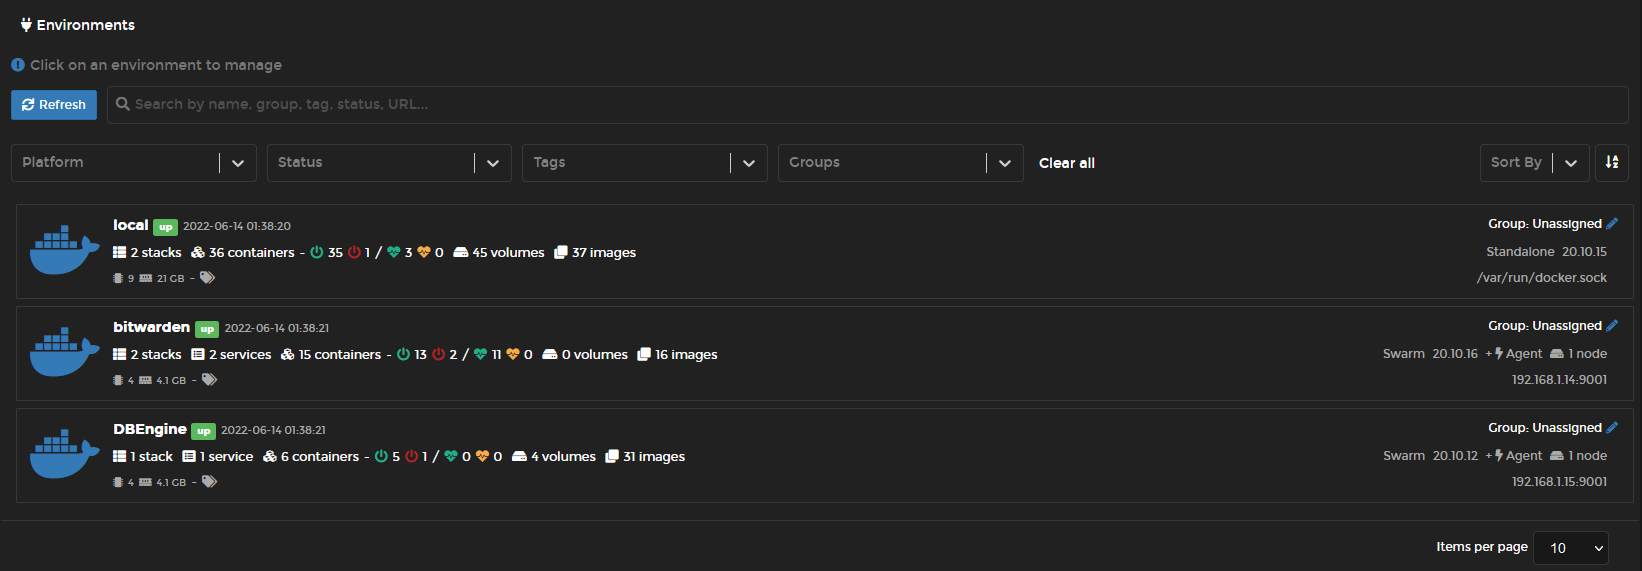 Environments
Click on an environment to manage
Refresh Search by name, group, tag, status, URL...
Platform Status Tags Groups Clear all Sort By
local up 2022-06-14 01:38:20 Group: Unassigned
2 stacks 36 containers - 35 1 / 3 0 45 volumes 37 images Standalone 20.10.15
9 21 GB - /var/run/docker.sock
bitwarden up 2022-06-14 01:38:21 Group: Unassigned
2 stacks 2 services 15 containers - 13 2 / 11 0 0 volumes 16 images Swarm 20.10.16 + Agent 1 node
4 4.1 GB - 192.168.1.14:9001
DBEngine up 2022-06-14 01:38:21 Group: Unassigned
1 stack 1 service 6 containers - 5 1 / 0 0 4 volumes 31 images Swarm 20.10.12 + Agent 1 node
4 4.1 GB - 192.168.1.15:9001
Items per page 10